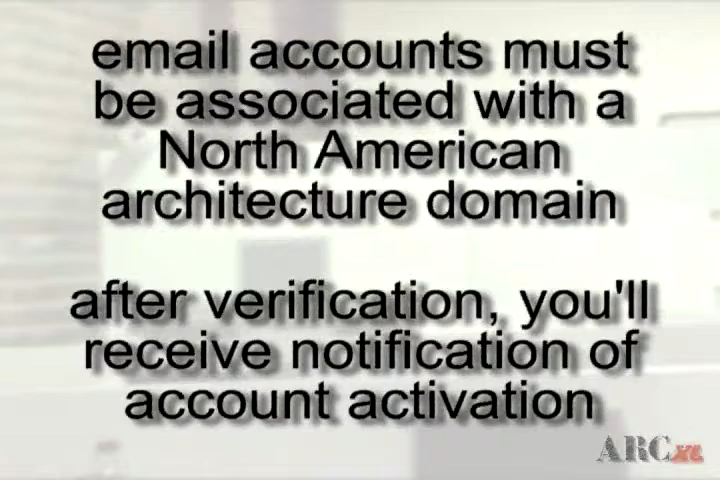 email accounts must
be associated with a
North American
architecture domain
after verification, you'll
receive notification of
account activation
ARCXL